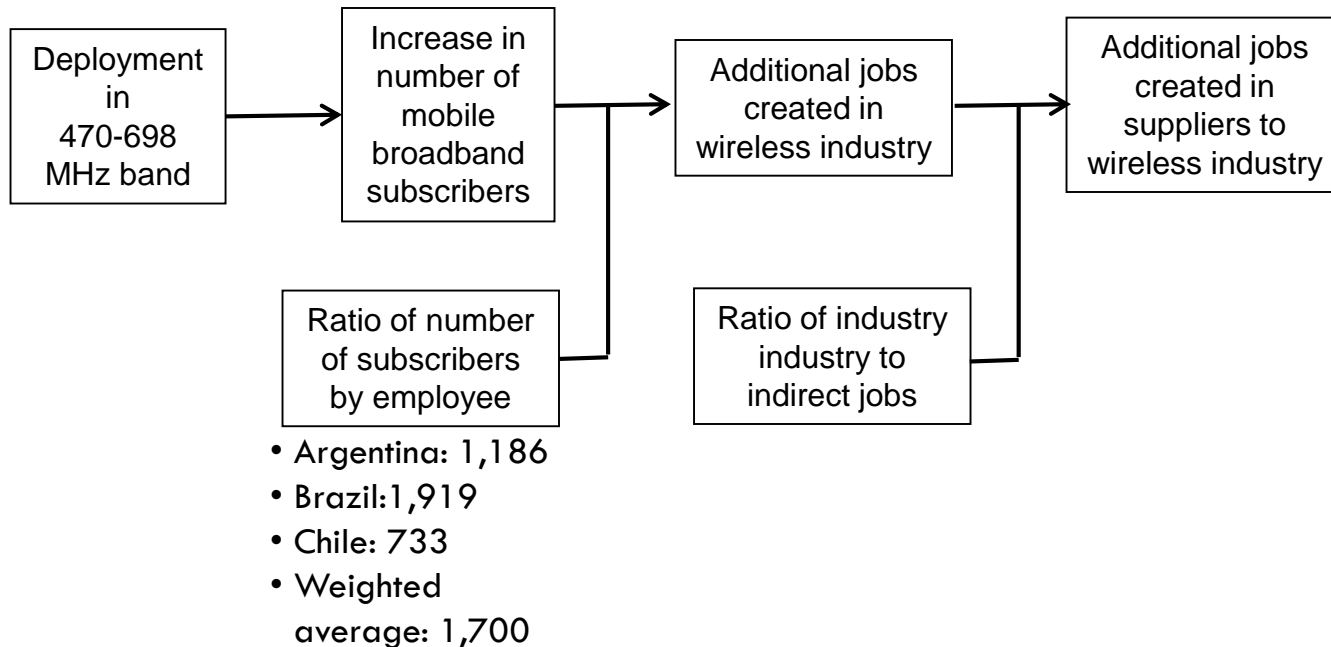 Deployment
in
470-698
MHz band
Increase in
number of
mobile
broadband
subscribers
Additional jobs
created in
wireless industry
Additional jobs
created in
suppliers to
wireless industry
Ratio of number
of subscribers
by employee
Ratio of industry
industry to
indirect jobs
• Argentina: 1,186
• Brazil:1,919
• Chile: 733
• Weighted
average: 1,700